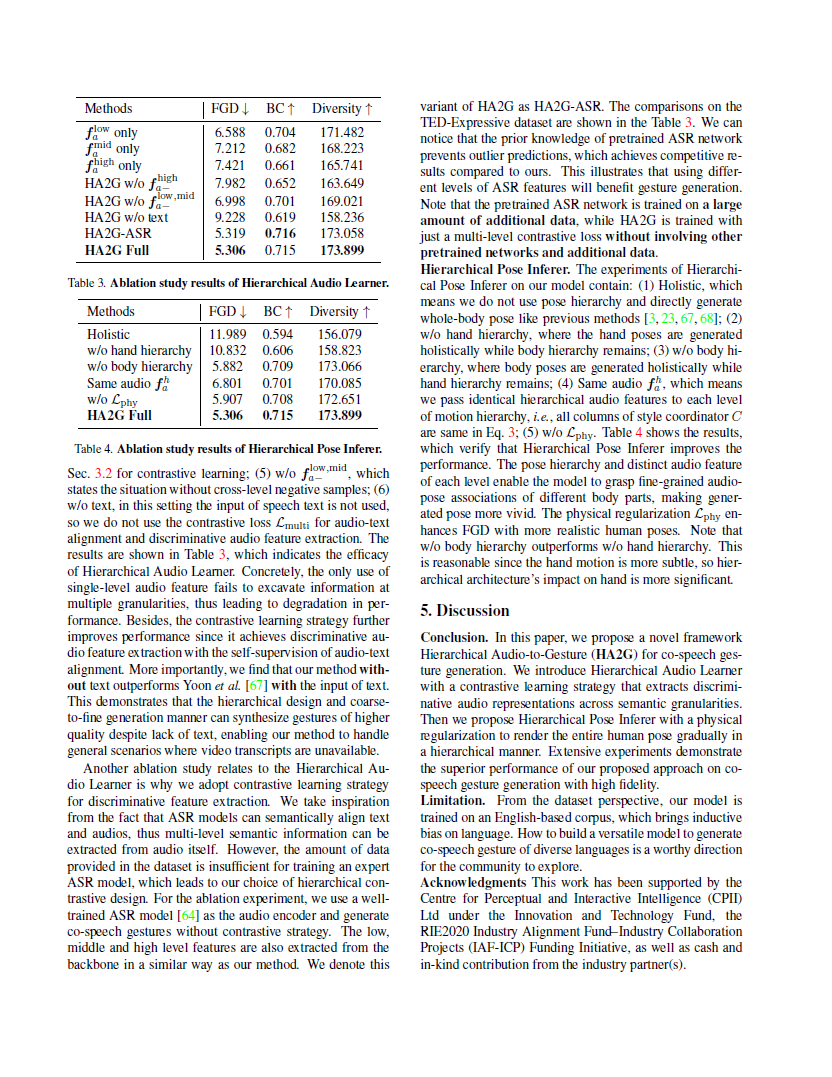 Methods FGD ↓ BC ↑ Diversity ↑
f_a^low only 6.588 0.704 171.482
f_a^mid only 7.212 0.682 168.223
f_a^high only 7.421 0.661 165.741
HA2G w/o f_a−^high 7.982 0.652 163.649
HA2G w/o f_a−^low,mid 6.998 0.701 169.021
HA2G w/o text 9.228 0.619 158.236
HA2G-ASR 5.319 0.716 173.058
HA2G Full 5.306 0.715 173.899
Table 3. Ablation study results of Hierarchical Audio Learner.
Methods FGD ↓ BC ↑ Diversity ↑
Holistic 11.989 0.594 156.079
w/o hand hierarchy 10.832 0.606 158.823
w/o body hierarchy 5.882 0.709 173.066
Same audio f_a^h 6.801 0.701 170.085
w/o ℒ_phy 5.907 0.708 172.651
HA2G Full 5.306 0.715 173.899
Table 4. Ablation study results of Hierarchical Pose Inferer.
Sec. 3.2 for contrastive learning; (5) w/o f_a−^low,mid, which
states the situation without cross-level negative samples; (6)
w/o text, in this setting the input of speech text is not used,
so we do not use the contrastive loss ℒ_multi for audio-text
alignment and discriminative audio feature extraction. The
results are shown in Table 3, which indicates the efficacy
of Hierarchical Audio Learner. Concretely, the only use of
single-level audio feature fails to excavate information at
multiple granularities, thus leading to degradation in per-
formance. Besides, the contrastive learning strategy further
improves performance since it achieves discriminative au-
dio feature extraction with the self-supervision of audio-text
alignment. More importantly, we find that our method with-
out text outperforms Yoon et al. [67] with the input of text.
This demonstrates that the hierarchical design and coarse-
to-fine generation manner can synthesize gestures of higher
quality despite lack of text, enabling our method to handle
general scenarios where video transcripts are unavailable.
Another ablation study relates to the Hierarchical Au-
dio Learner is why we adopt contrastive learning strategy
for discriminative feature extraction. We take inspiration
from the fact that ASR models can semantically align text
and audios, thus multi-level semantic information can be
extracted from audio itself. However, the amount of data
provided in the dataset is insufficient for training an expert
ASR model, which leads to our choice of hierarchical con-
trastive design. For the ablation experiment, we use a well-
trained ASR model [64] as the audio encoder and generate
co-speech gestures without contrastive strategy. The low,
middle and high level features are also extracted from the
backbone in a similar way as our method. We denote this
variant of HA2G as HA2G-ASR. The comparisons on the
TED-Expressive dataset are shown in the Table 3. We can
notice that the prior knowledge of pretrained ASR network
prevents outlier predictions, which achieves competitive re-
sults compared to ours. This illustrates that using differ-
ent levels of ASR features will benefit gesture generation.
Note that the pretrained ASR network is trained on a large
amount of additional data, while HA2G is trained with
just a multi-level contrastive loss without involving other
pretrained networks and additional data.
Hierarchical Pose Inferer. The experiments of Hierarchi-
cal Pose Inferer on our model contain: (1) Holistic, which
means we do not use pose hierarchy and directly generate
whole-body pose like previous methods [3, 23, 67, 68]; (2)
w/o hand hierarchy, where the hand poses are generated
holistically while body hierarchy remains; (3) w/o body hi-
erarchy, where body poses are generated holistically while
hand hierarchy remains; (4) Same audio f_a^h, which means
we pass identical hierarchical audio features to each level
of motion hierarchy, i.e., all columns of style coordinator C
are same in Eq. 3; (5) w/o ℒ_phy. Table 4 shows the results,
which verify that Hierarchical Pose Inferer improves the
performance. The pose hierarchy and distinct audio feature
of each level enable the model to grasp fine-grained audio-
pose associations of different body parts, making gener-
ated pose more vivid. The physical regularization ℒ_phy en-
hances FGD with more realistic human poses. Note that
w/o body hierarchy outperforms w/o hand hierarchy. This
is reasonable since the hand motion is more subtle, so hier-
archical architecture's impact on hand is more significant.
5. Discussion
Conclusion. In this paper, we propose a novel framework
Hierarchical Audio-to-Gesture (HA2G) for co-speech ges-
ture generation. We introduce Hierarchical Audio Learner
with a contrastive learning strategy that extracts discrimi-
native audio representations across semantic granularities.
Then we propose Hierarchical Pose Inferer with a physical
regularization to render the entire human pose gradually in
a hierarchical manner. Extensive experiments demonstrate
the superior performance of our proposed approach on co-
speech gesture generation with high fidelity.
Limitation. From the dataset perspective, our model is
trained on an English-based corpus, which brings inductive
bias on language. How to build a versatile model to generate
co-speech gesture of diverse languages is a worthy direction
for the community to explore.
Acknowledgments This work has been supported by the
Centre for Perceptual and Interactive Intelligence (CPII)
Ltd under the Innovation and Technology Fund, the
RIE2020 Industry Alignment Fund–Industry Collaboration
Projects (IAF-ICP) Funding Initiative, as well as cash and
in-kind contribution from the industry partner(s).